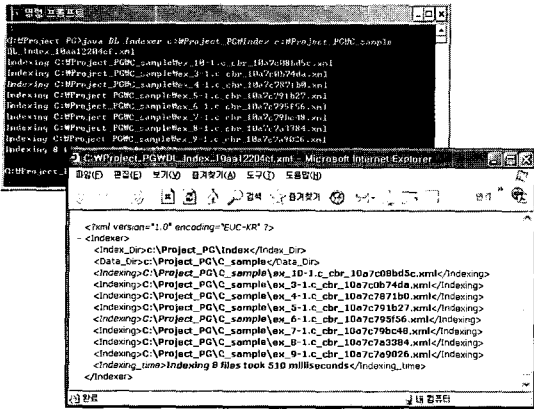 명령 프롬프트
C:\Project_PG>java DL_Indexer c:\Project_PG\Index c:\Project_PG\C_sample
DL_Index_10aa12204cf.xml
Indexing C:\Project_PG\C_sample\ex_10-1.c_cbr_10a7c08bd5c.xml
Indexing C:\Project_PG\C_sample\ex_3-1.c_cbr_10a7c0b74da.xml
Indexing C:\Project_PG\C_sample\ex_4-1.c_cbr_10a7c7871b0.xml
Indexing C:\Project_PG\C_sample\ex_5-1.c_cbr_10a7c791b27.xml
Indexing C:\Project_PG\C_sample\ex_6-1.c_cbr_10a7c795f56.xml
Indexing C:\Project_PG\C_sample\ex_7-1.c_cbr_10a7c79bc48.xml
Indexing C:\Project_PG\C_sample\ex_8-1.c_cbr_10a7c7a3384.xml
Indexing C:\Project_PG\C_sample\ex_9-1.c_cbr_10a7c7a9026.xml
Indexing 8
C:\Project_
C:\Project_PG\DL_Index_10aa12204cf.xml - Microsoft Internet Explorer
파일(F) 편집(E) 보기(V) 즐겨찾기(A) 도구(T) 도움말(H)
검색 즐겨찾기
<?xml version="1.0" encoding="EUC-KR" ?>
- <Indexer>
<Index_Dir>c:\Project_PG\Index</Index_Dir>
<Data_Dir>c:\Project_PG\C_sample</Data_Dir>
<Indexing>C:\Project_PG\C_sample\ex_10-1.c_cbr_10a7c08bd5c.xml</Indexing>
<Indexing>C:\Project_PG\C_sample\ex_3-1.c_cbr_10a7c0b74da.xml</Indexing>
<Indexing>C:\Project_PG\C_sample\ex_4-1.c_cbr_10a7c7871b0.xml</Indexing>
<Indexing>C:\Project_PG\C_sample\ex_5-1.c_cbr_10a7c791b27.xml</Indexing>
<Indexing>C:\Project_PG\C_sample\ex_6-1.c_cbr_10a7c795f56.xml</Indexing>
<Indexing>C:\Project_PG\C_sample\ex_7-1.c_cbr_10a7c79bc48.xml</Indexing>
<Indexing>C:\Project_PG\C_sample\ex_8-1.c_cbr_10a7c7a3384.xml</Indexing>
<Indexing>C:\Project_PG\C_sample\ex_9-1.c_cbr_10a7c7a9026.xml</Indexing>
<Indexing_time>Indexing 8 files took 510 milliseconds</Indexing_time>
</Indexer>
완료 내 컴퓨터